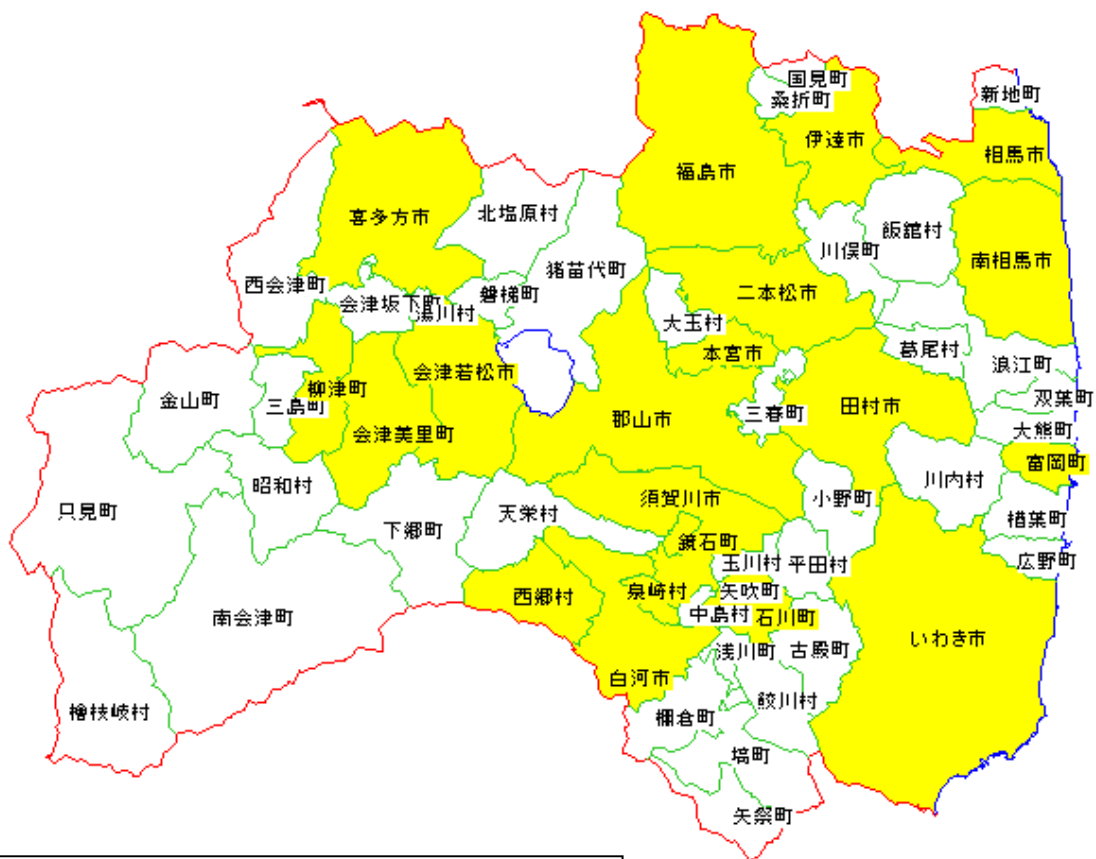 国見町
桑折町
新地町
伊達市
相馬市
福島市
喜多方市
北塩原村
飯舘村
川俣町
南相馬市
猪苗代町
西会津町
会津坂下町
湯川村
磐梯町
二本松市
大玉村
本宮市
葛尾村
浪江町
双葉町
会津若松市
柳津町
三島町
金山町
会津美里町
郡山市
三春町
田村市
大熊町
富岡町
川内村
昭和村
只見町
下郷町
天栄村
須賀川市
小野町
楢葉町
広野町
鏡石町
玉川村
平田村
西郷村
泉崎村
矢吹町
中島村
石川町
南会津町
浅川町
古殿町
いわき市
白河市
檜枝岐村
棚倉町
鮫川村
塙町
矢祭町